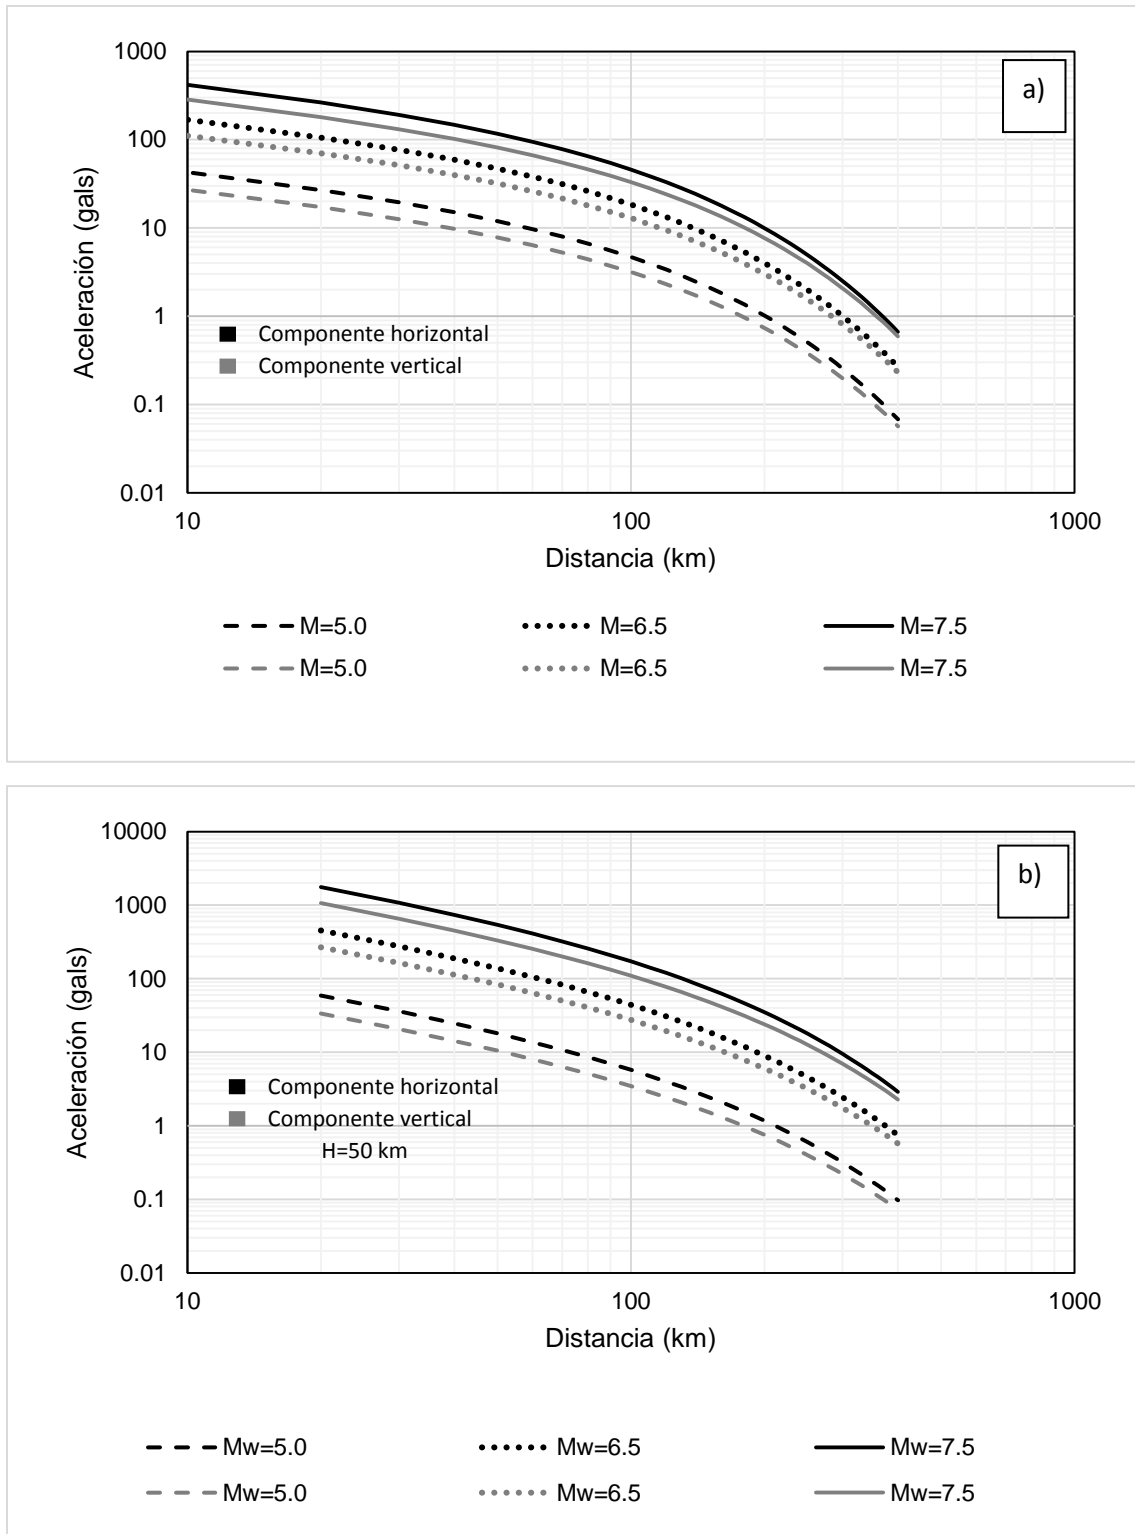 1000
a)
100
10
1
0.1
0.01
Aceleración (gals)
Componente horizontal
Componente vertical
10 100 1000
Distancia (km)
M=5.0 M=6.5 M=7.5
M=5.0 M=6.5 M=7.5
10000
b)
1000
100
10
1
0.1
0.01
Aceleración (gals)
Componente horizontal
Componente vertical
H=50 km
10 100 1000
Distancia (km)
Mw=5.0 Mw=6.5 Mw=7.5
Mw=5.0 Mw=6.5 Mw=7.5